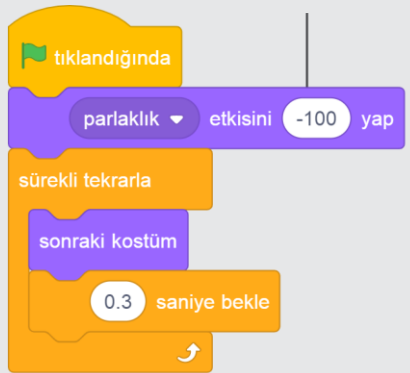 tıklandığında
parlaklık etkisini -100 yap
sürekli tekrarla
sonraki kostüm
0.3 saniye bekle